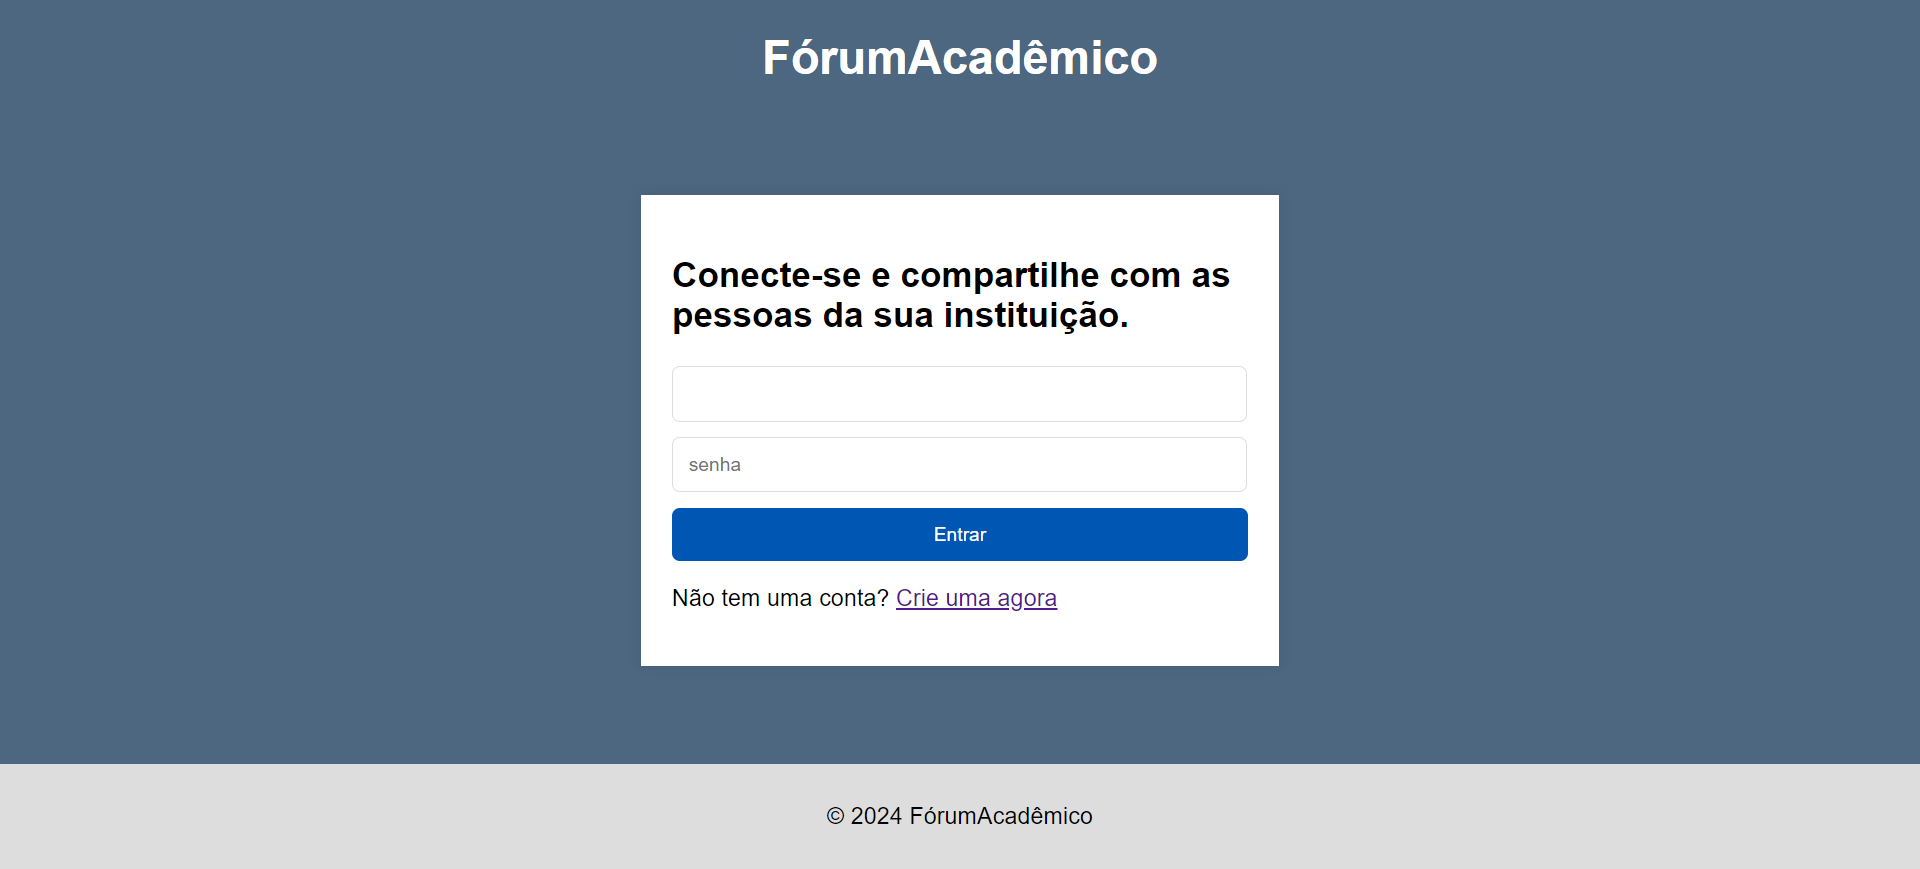 FórumAcadêmico
Conecte-se e compartilhe com as
pessoas da sua instituição.
senha
Entrar
Não tem uma conta? Crie uma agora
© 2024 FórumAcadêmico